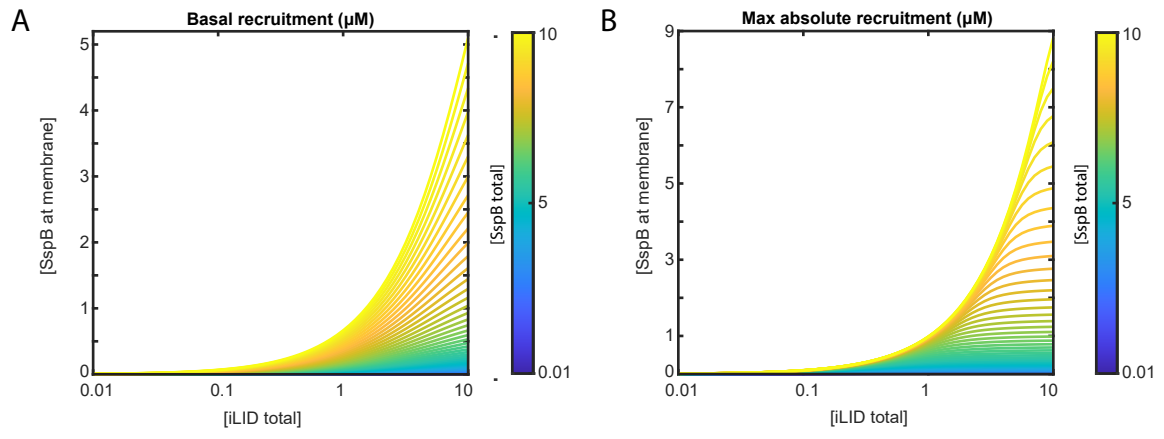 A
Basal recruitment (µM)
[SspB at membrane]
5
4
3
2
1
0
0.01
0.1
1
10
[iLID total]
10
5
0.01
[SspB total]
B
Max absolute recruitment (µM)
[SspB at membrane]
9
7
5
3
1
0
0.01
0.1
1
10
[iLID total]
10
5
0.01
[SspB total]